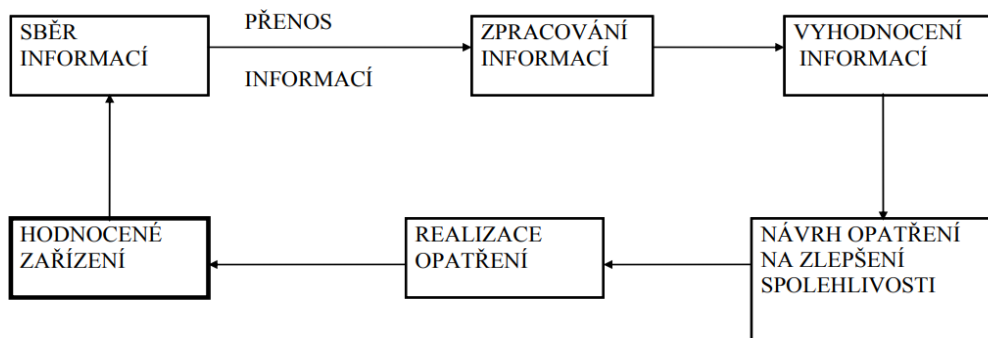 SBĚR
INFORMACÍ
PŘENOS
INFORMACÍ
ZPRACOVÁNÍ
INFORMACÍ
VYHODNOCENÍ
INFORMACÍ
HODNOCENÉ
ZAŘÍZENÍ
REALIZACE
OPATŘENÍ
NÁVRH OPATŘENÍ
NA ZLEPŠENÍ
SPOLEHLIVOSTI